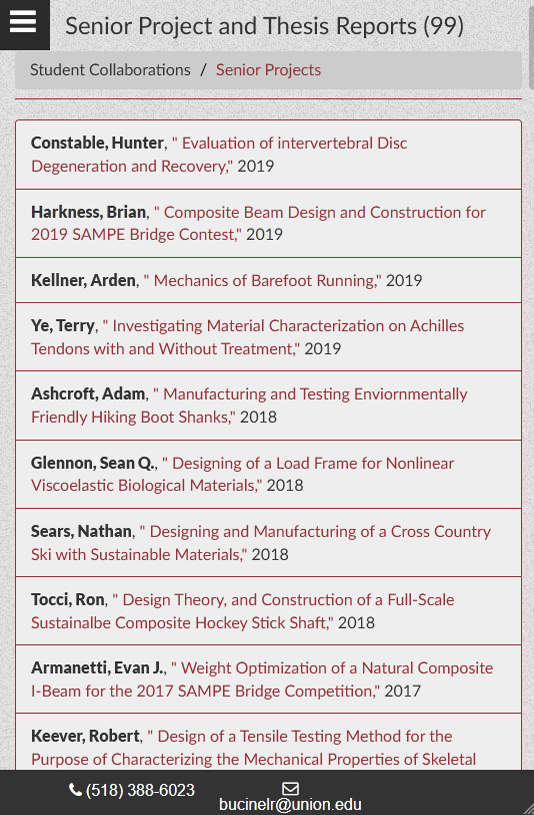 Senior Project and Thesis Reports (99)
Student Collaborations / Senior Projects
Constable, Hunter, " Evaluation of intervertebral Disc
Degeneration and Recovery," 2019
Harkness, Brian, " Composite Beam Design and Construction for
2019 SAMPE Bridge Contest," 2019
Kellner, Arden, " Mechanics of Barefoot Running," 2019
Ye, Terry, " Investigating Material Characterization on Achilles
Tendons with and Without Treatment," 2019
Ashcroft, Adam, " Manufacturing and Testing Enviornmentally
Friendly Hiking Boot Shanks," 2018
Glennon, Sean Q., " Designing of a Load Frame for Nonlinear
Viscoelastic Biological Materials," 2018
Sears, Nathan, " Designing and Manufacturing of a Cross Country
Ski with Sustainable Materials," 2018
Tocci, Ron, " Design Theory, and Construction of a Full-Scale
Sustainalbe Composite Hockey Stick Shaft," 2018
Armanetti, Evan J., " Weight Optimization of a Natural Composite
I-Beam for the 2017 SAMPE Bridge Competition," 2017
Keever, Robert, " Design of a Tensile Testing Method for the
Purpose of Characterizing the Mechanical Properties of Skeletal
(518) 388-6023
bucinelr@union.edu